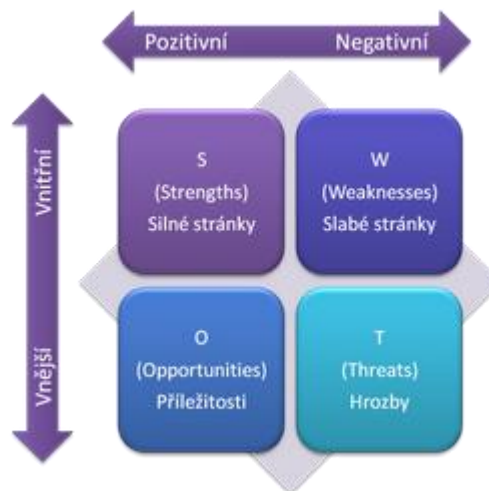 Pozitivní
Negativní
Vnitřní
Vnější
S
(Strengths)
Silné stránky
W
(Weaknesses)
Slabé stránky
O
(Opportunities)
Příležitosti
T
(Threats)
Hrozby